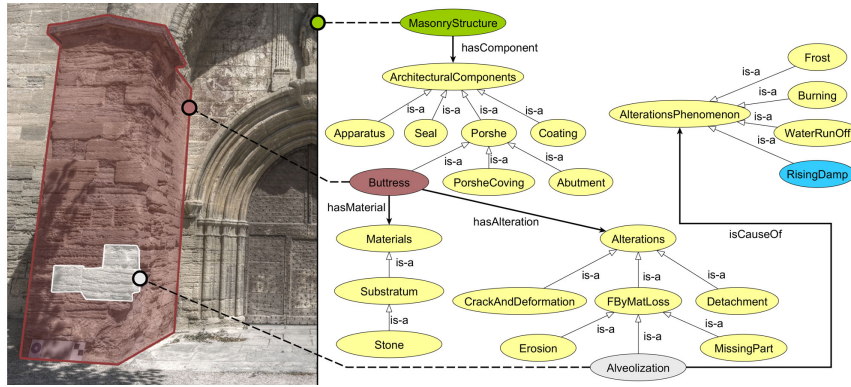 MasonryStructure
hasComponent
ArchitecturalComponents
is-a is-a is-a is-a
Apparatus Seal Porshe Coating
is-a is-a is-a
Buttress PorsheCoving Abutment
hasMaterial hasAlteration
Materials Alterations
is-a is-a is-a is-a
Substratum CrackAndDeformation FByMatLoss Detachment
is-a is-a is-a is-a
Stone Erosion MissingPart
Alveolization
Frost
is-a
Burning
is-a
AlterationsPhenomenon
is-a
WaterRunOff
is-a
RisingDamp
isCauseOf